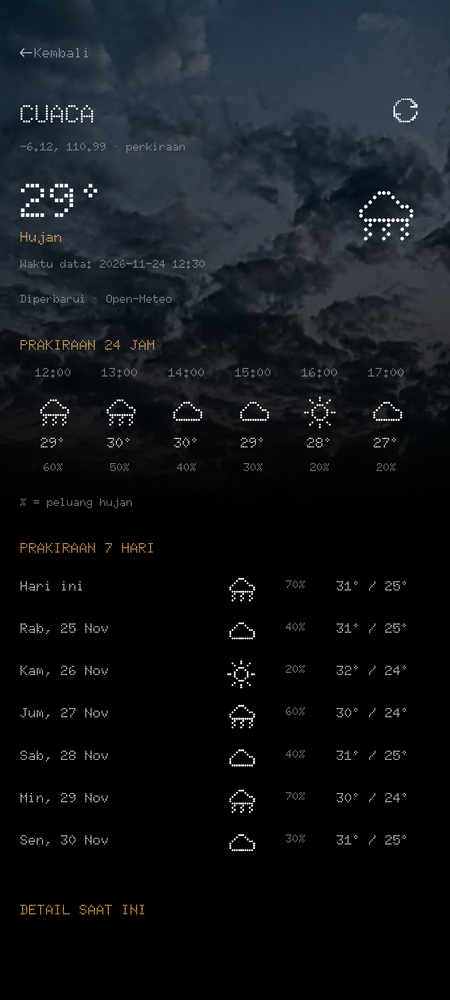 ←Kembali
CUACA
-6.12, 110.99 · perkiraan
29°
Hujan
Waktu data: 2026-11-24 12:30
Diperbarui · Open-Meteo
PRAKIRAAN 24 JAM
12:00 13:00 14:00 15:00 16:00 17:00
29° 30° 30° 29° 28° 27°
60% 50% 40% 30% 20% 20%
% = peluang hujan
PRAKIRAAN 7 HARI
Hari ini 70% 31° / 25°
Rab, 25 Nov 40% 31° / 25°
Kam, 26 Nov 20% 32° / 24°
Jum, 27 Nov 60% 30° / 24°
Sab, 28 Nov 40% 31° / 25°
Min, 29 Nov 70% 30° / 24°
Sen, 30 Nov 30% 31° / 25°
DETAIL SAAT INI